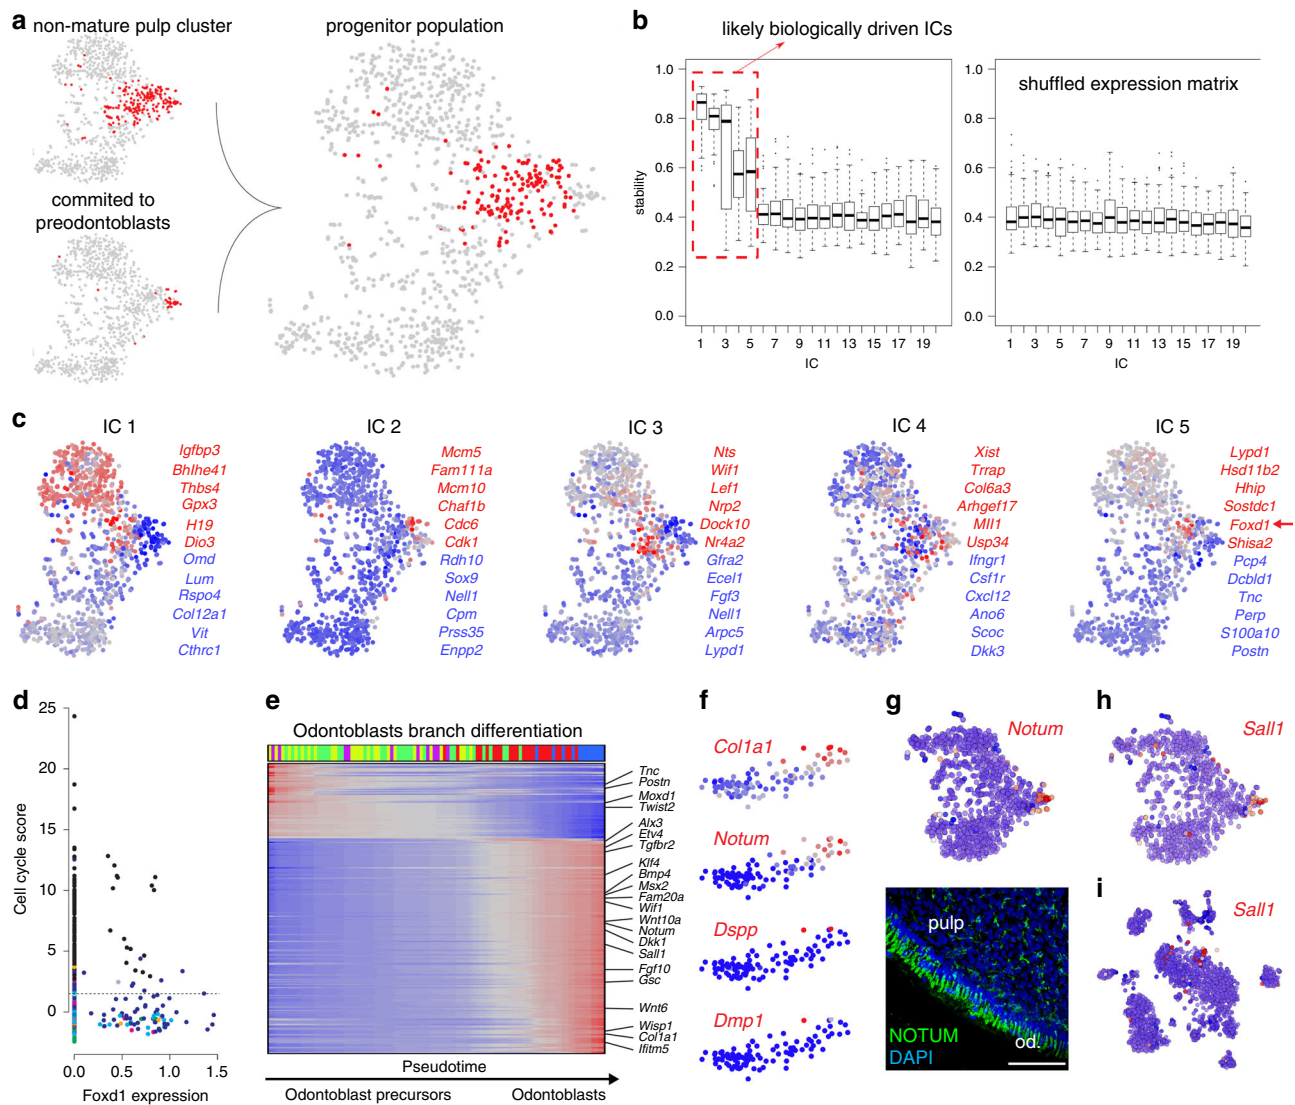 a
non-mature pulp cluster
progenitor population
commited to
preodontoblasts
b
likely biologically driven ICs
shuffled expression matrix
stability
1.0
0.8
0.6
0.4
0.2
0.0
1 3 5 7 9 11 13 15 17 19
IC
1.0
0.8
0.6
0.4
0.2
0.0
1 3 5 7 9 11 13 15 17 19
IC
c
IC 1
Igfbp3
Bhlhe41
Thbs4
Gpx3
H19
Dio3
Omd
Lum
Rspo4
Col12a1
Vit
Cthrc1
IC 2
Mcm5
Fam111a
Mcm10
Chaf1b
Cdc6
Cdk1
Rdh10
Sox9
Nell1
Cpm
Prss35
Enpp2
IC 3
Nts
Wif1
Lef1
Nrp2
Dock10
Nr4a2
Gfra2
Ecel1
Fgf3
Nell1
Arpc5
Lypd1
IC 4
Xist
Trrap
Col6a3
Arhgef17
Mll1
Usp34
Ifngr1
Csf1r
Cxcl12
Ano6
Scoc
Dkk3
IC 5
Lypd1
Hsd11b2
Hhip
Sostdc1
Foxd1
Shisa2
Pcp4
Dcbld1
Tnc
Perp
S100a10
Postn
d
Cell cycle score
25
20
15
10
5
0
0.0 0.5 1.0 1.5
Foxd1 expression
e
Odontoblasts branch differentiation
Tnc
Postn
Moxd1
Twist2
Alx3
Etv4
Tgfbr2
Klf4
Bmp4
Msx2
Fam20a
Wif1
Wnt10a
Notum
Dkk1
Sall1
Fgf10
Gsc
Wnt6
Wisp1
Col1a1
Ifitm5
Pseudotime
Odontoblast precursors Odontoblasts
f
Col1a1
Notum
Dspp
Dmp1
g
Notum
pulp
NOTUM
DAPI
od.
h
Sall1
i
Sall1